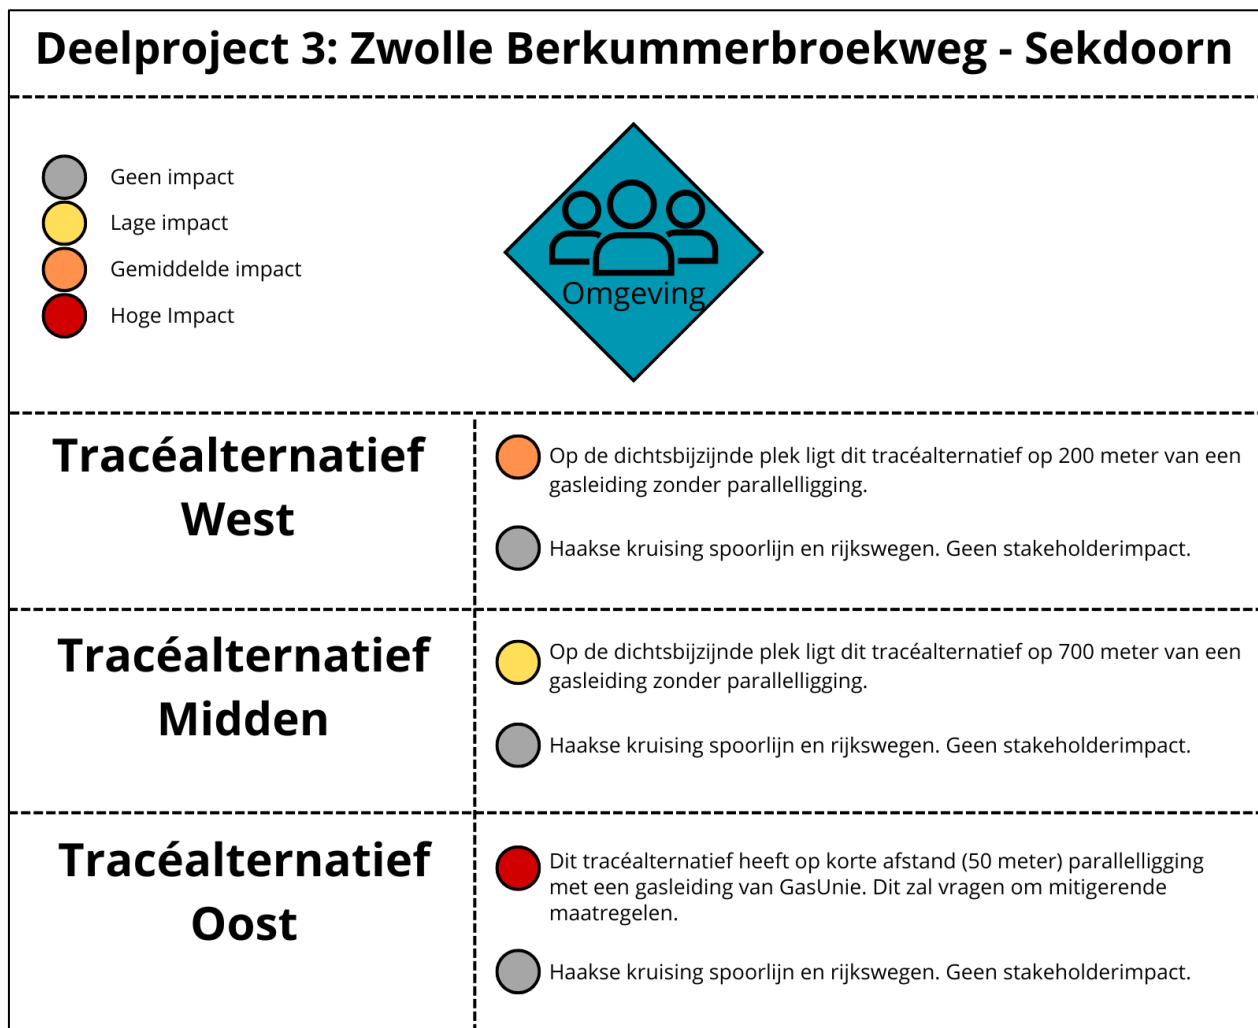 Deelproject 3: Zwolle Berkummerbroekweg - Sekdoorn
Geen impact
Lage impact
Gemiddelde impact
Hoge Impact
Omgeving
Tracéalternatief
West
Op de dichtsbijzijnde plek ligt dit tracéalternatief op 200 meter van een
gasleiding zonder parallelligging.
Haakse kruising spoorlijn en rijkswegen. Geen stakeholderimpact.
Tracéalternatief
Midden
Op de dichtsbijzijnde plek ligt dit tracéalternatief op 700 meter van een
gasleiding zonder parallelligging.
Haakse kruising spoorlijn en rijkswegen. Geen stakeholderimpact.
Tracéalternatief
Oost
Dit tracéalternatief heeft op korte afstand (50 meter) parallelligging
met een gasleiding van GasUnie. Dit zal vragen om mitigerende
maatregelen.
Haakse kruising spoorlijn en rijkswegen. Geen stakeholderimpact.